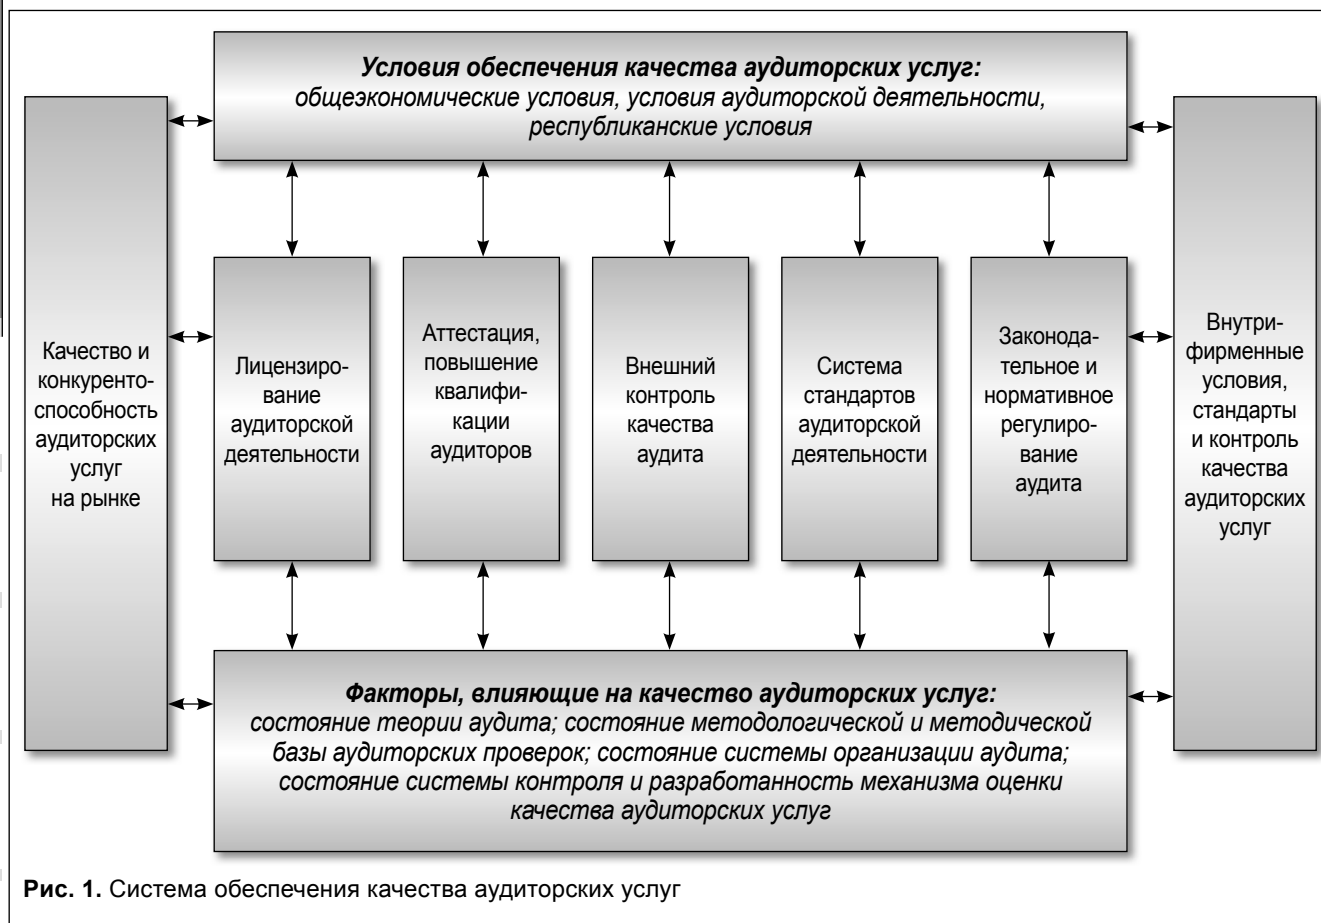 Условия обеспечения качества аудиторских услуг:
общеэкономические условия, условия аудиторской деятельности,
республиканские условия
Качество и
конкуренто-
способность
аудиторских
услуг
на рынке
Лицензиро-
вание
аудиторской
деятельности
Аттестация,
повышение
квалифи-
кации
аудиторов
Внешний
контроль
качества
аудита
Система
стандартов
аудиторской
деятельности
Законода-
тельное и
нормативное
регулиро-
вание
аудита
Внутри-
фирменные
условия,
стандарты
и контроль
качества
аудиторских
услуг
Факторы, влияющие на качество аудиторских услуг:
состояние теории аудита; состояние методологической и методической
базы аудиторских проверок; состояние системы организации аудита;
состояние системы контроля и разработанность механизма оценки
качества аудиторских услуг
Рис. 1. Система обеспечения качества аудиторских услуг